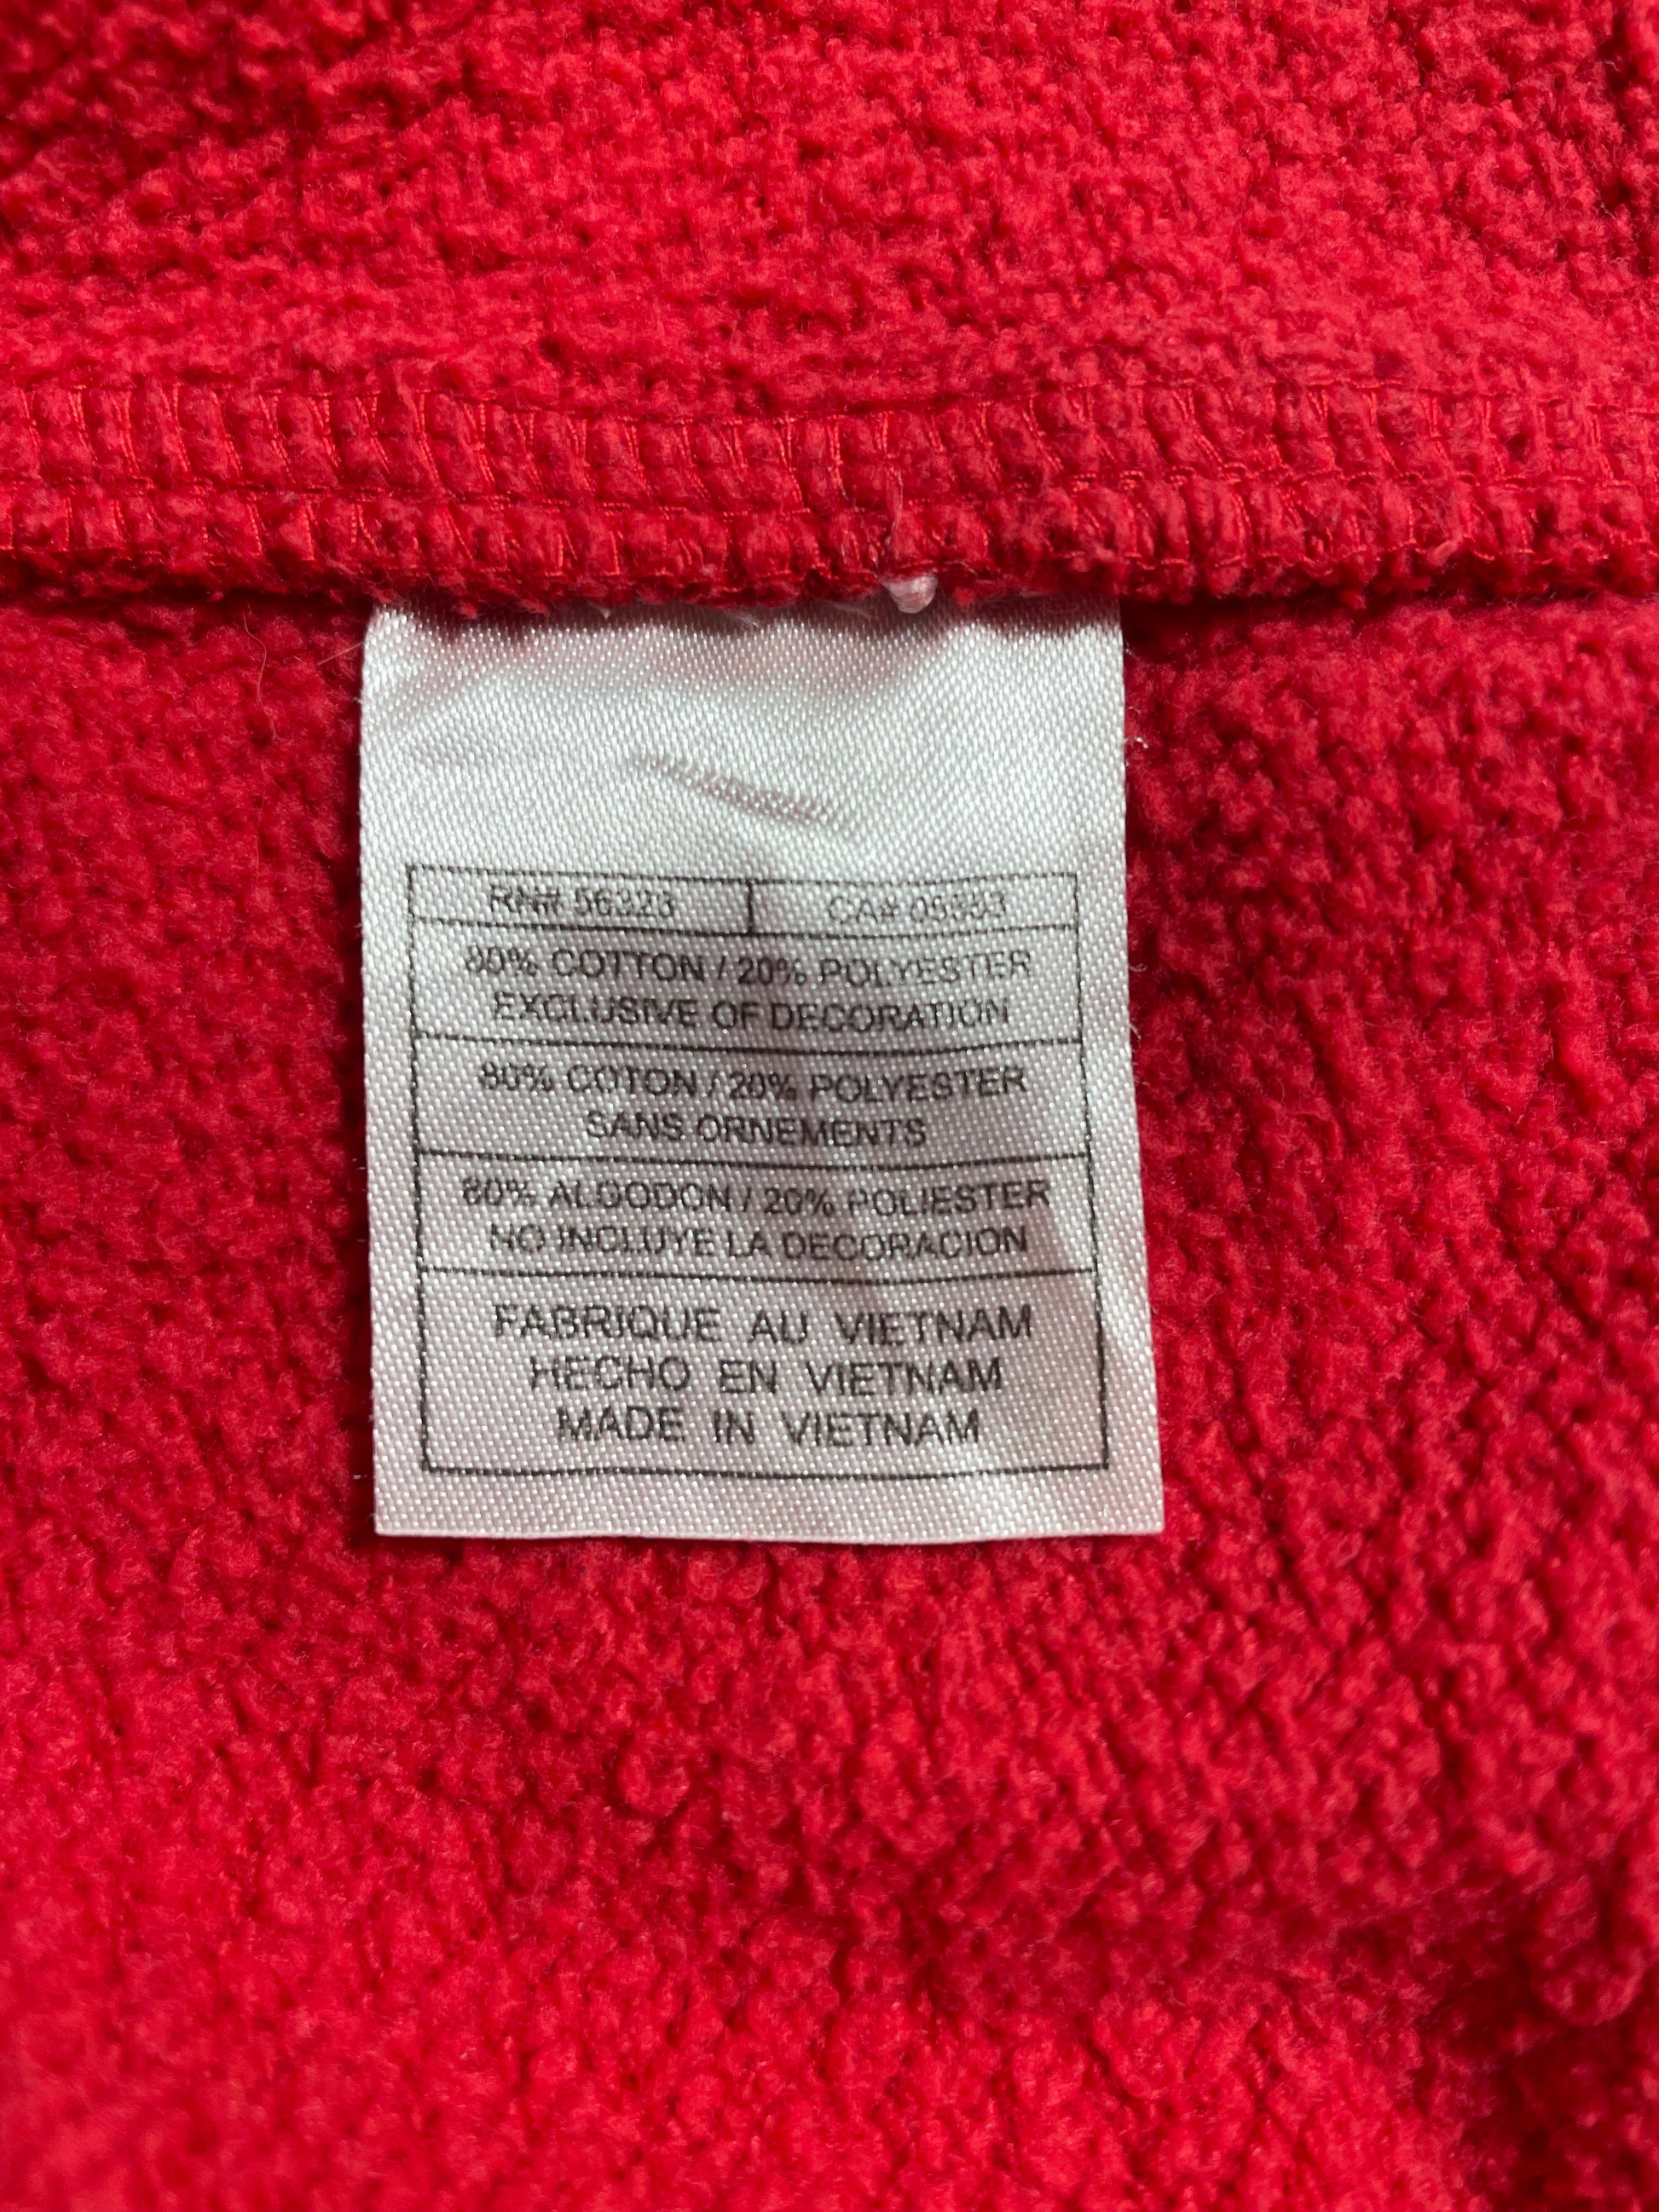 RN# 56323 CA# 05553
80% COTTON / 20% POLYESTER
EXCLUSIVE OF DECORATION
80% COTON / 20% POLYESTER
SANS ORNEMENTS
80% ALGODON / 20% POLIESTER
NO INCLUYE LA DECORACION
FABRIQUE AU VIETNAM
HECHO EN VIETNAM
MADE IN VIETNAM